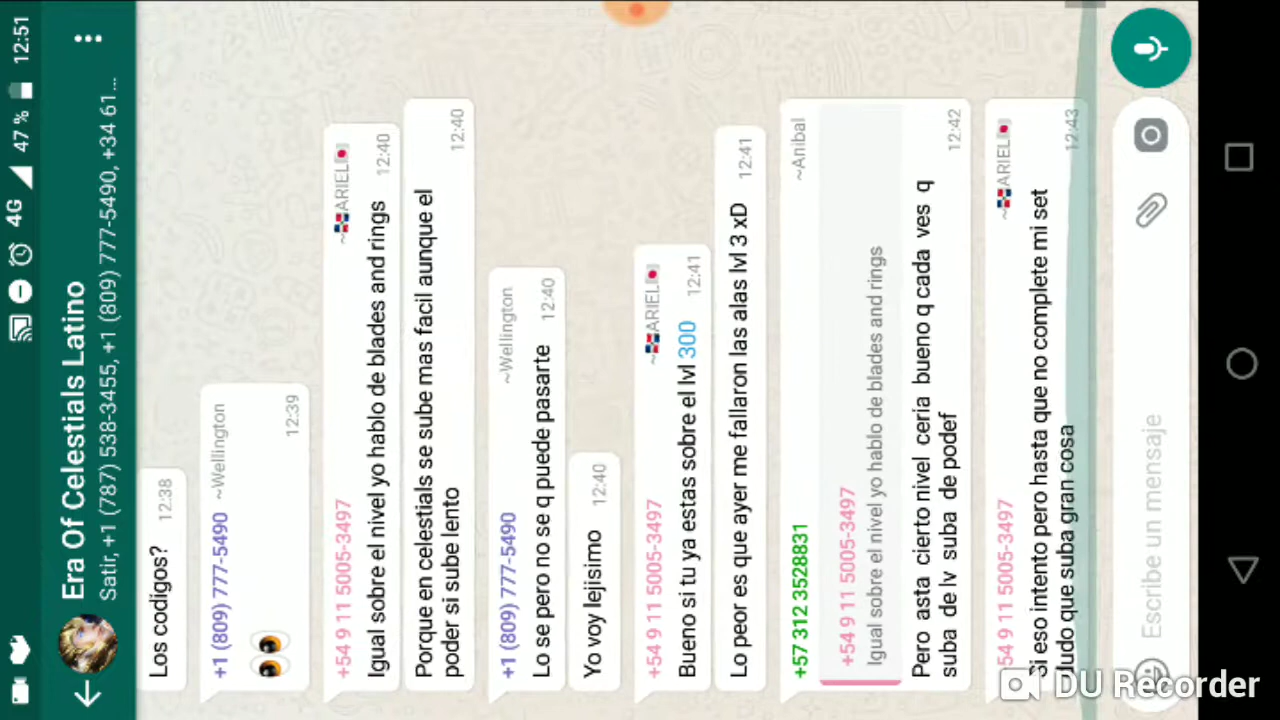 12:51
47 %
4G
Era Of Celestials Latino
Satir, +1 (787) 538-3455, +1 (809) 777-5490, +34 61…
Los codigos?
12:38
+1 (809) 777-5490 ~Wellington
12:39
+54 9 11 5005-3497 ~ARIEL
Igual sobre el nivel yo hablo de blades and rings
12:40
Porque en celestials se sube mas facil aunque el
poder si sube lento
12:40
+1 (809) 777-5490 ~Wellington
Lo se pero no se q puede pasarte
12:40
Yo voy lejisimo
12:40
+54 9 11 5005-3497 ~ARIEL
Bueno si tu ya estas sobre el lvl 300
12:41
Lo peor es que ayer me fallaron las alas lvl 3 xD
12:41
+57 312 3528831 ~Anibal
+54 9 11 5005-3497
Igual sobre el nivel yo hablo de blades and rings
Pero asta cierto nivel ceria bueno q cada ves q
suba de lv suba de podef
12:42
54 9 11 5005-3497 ~ARIEL
Si eso intento pero hasta que no complete mi set
dudo que suba gran cosa
12:43
Escribe un mensaje
DU Recorder